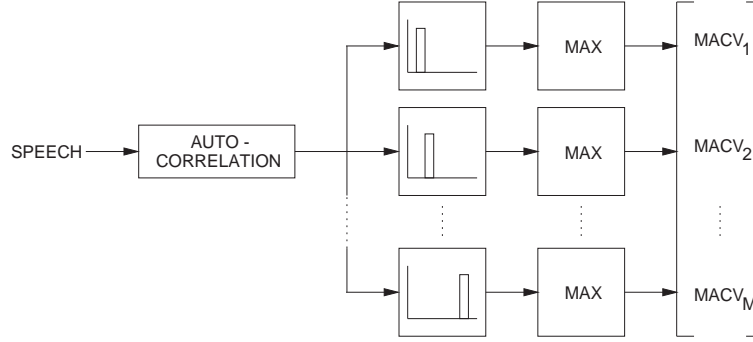 MAX
MACV1
SPEECH
AUTO -
CORRELATION
MAX
MACV2
MAX
MACVM